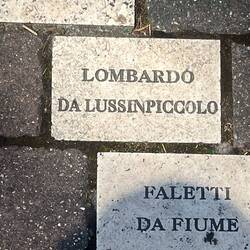 LOMBARDO
DA LUSSINPICCOLO
FALETTI
DA FIUME